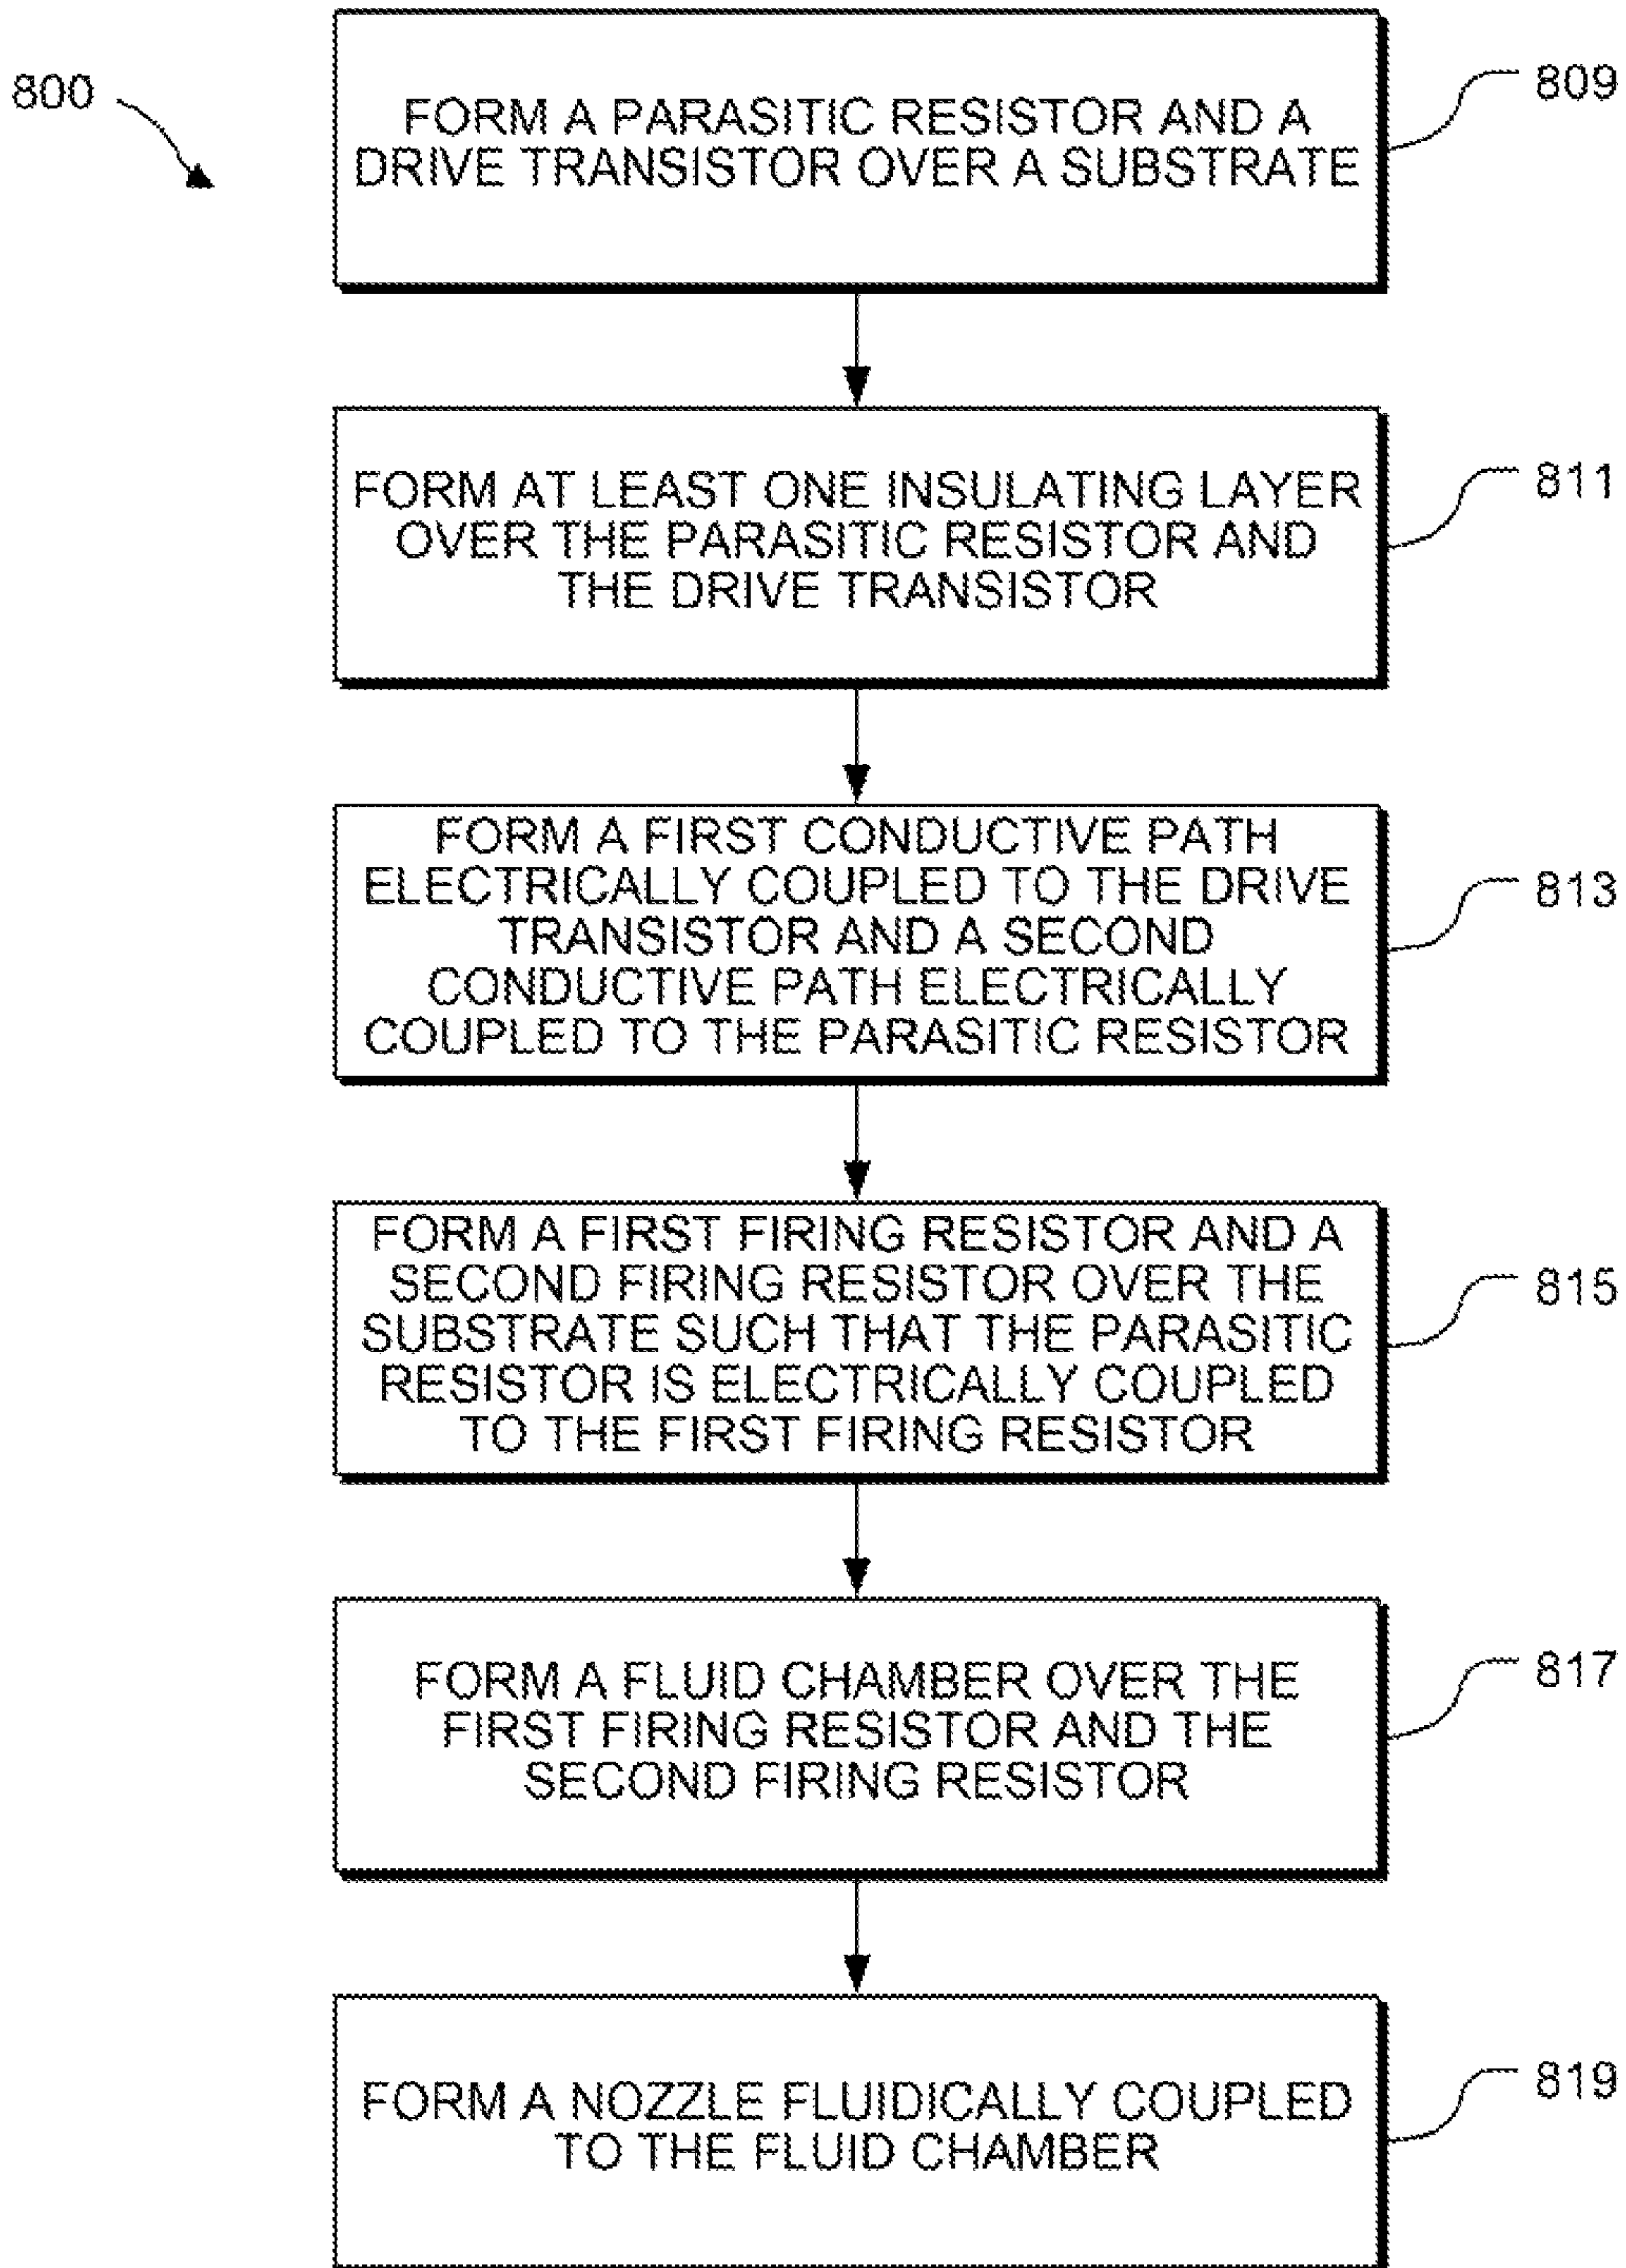 800
FORM A PARASITIC RESISTOR AND A
DRIVE TRANSISTOR OVER A SUBSTRATE
809
FORM AT LEAST ONE INSULATING LAYER
OVER THE PARASITIC RESISTOR AND
THE DRIVE TRANSISTOR
811
FORM A FIRST CONDUCTIVE PATH
ELECTRICALLY COUPLED TO THE DRIVE
TRANSISTOR AND A SECOND
CONDUCTIVE PATH ELECTRICALLY
COUPLED TO THE PARASITIC RESISTOR
813
FORM A FIRST FIRING RESISTOR AND A
SECOND FIRING RESISTOR OVER THE
SUBSTRATE SUCH THAT THE PARASITIC
RESISTOR IS ELECTRICALLY COUPLED
TO THE FIRST FIRING RESISTOR
815
FORM A FLUID CHAMBER OVER THE
FIRST FIRING RESISTOR AND THE
SECOND FIRING RESISTOR
817
FORM A NOZZLE FLUIDICALLY COUPLED
TO THE FLUID CHAMBER
819